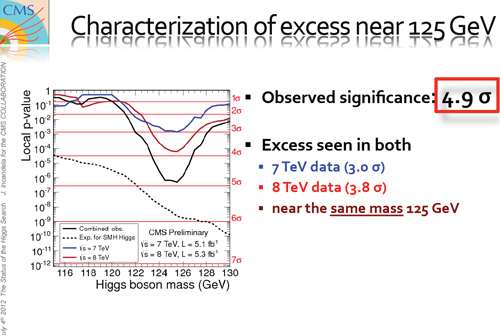 CMS
Characterization of excess near 125 GeV
July 4th 2012 The Status of the Higgs Search J. Incandela for the CMS COLLABORATION
Local p-value
1
10-1
10-2
10-3
10-4
10-5
10-6
10-7
10-8
10-9
10-10
10-11
10-12
1σ
2σ
3σ
4σ
5σ
6σ
7σ
Combined obs.
Exp. for SMH Higgs
√s = 7 TeV
√s = 8 TeV
CMS Preliminary
√s = 7 TeV, L = 5.1 fb-1
√s = 8 TeV, L = 5.3 fb-1
116 118 120 122 124 126 128 130
Higgs boson mass (GeV)
▪ Observed significance: 4.9 σ
▪ Excess seen in both
▪ 7 TeV data (3.0 σ)
▪ 8 TeV data (3.8 σ)
▪ near the same mass 125 GeV